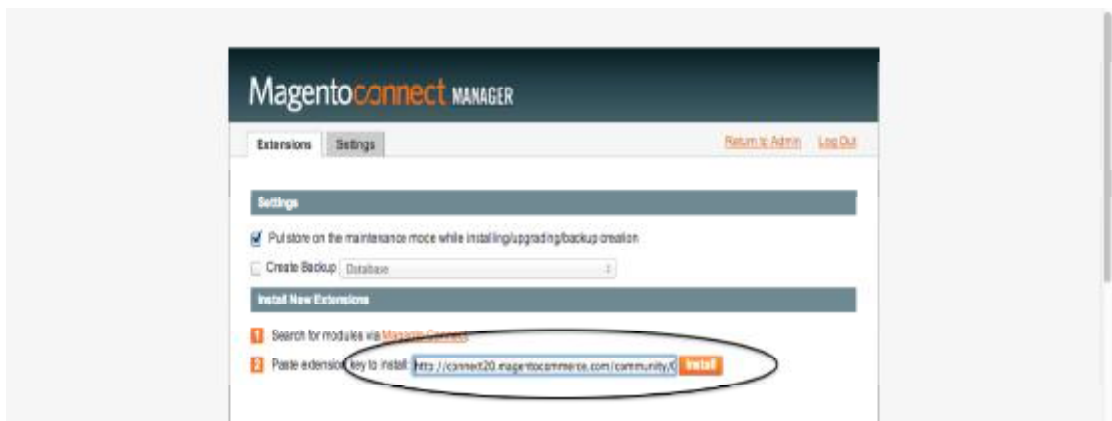 Magentoconnect MANAGER
Extensions Settings Return to Admin Log Out
Settings
Put store on the maintenance mode while installing/upgrading/backup creation
Create Backup Database
Install New Extensions
1 Search for modules via Magento Connect.
2 Paste extension key to install: http://connect20.magentocommerce.com/community/ Install